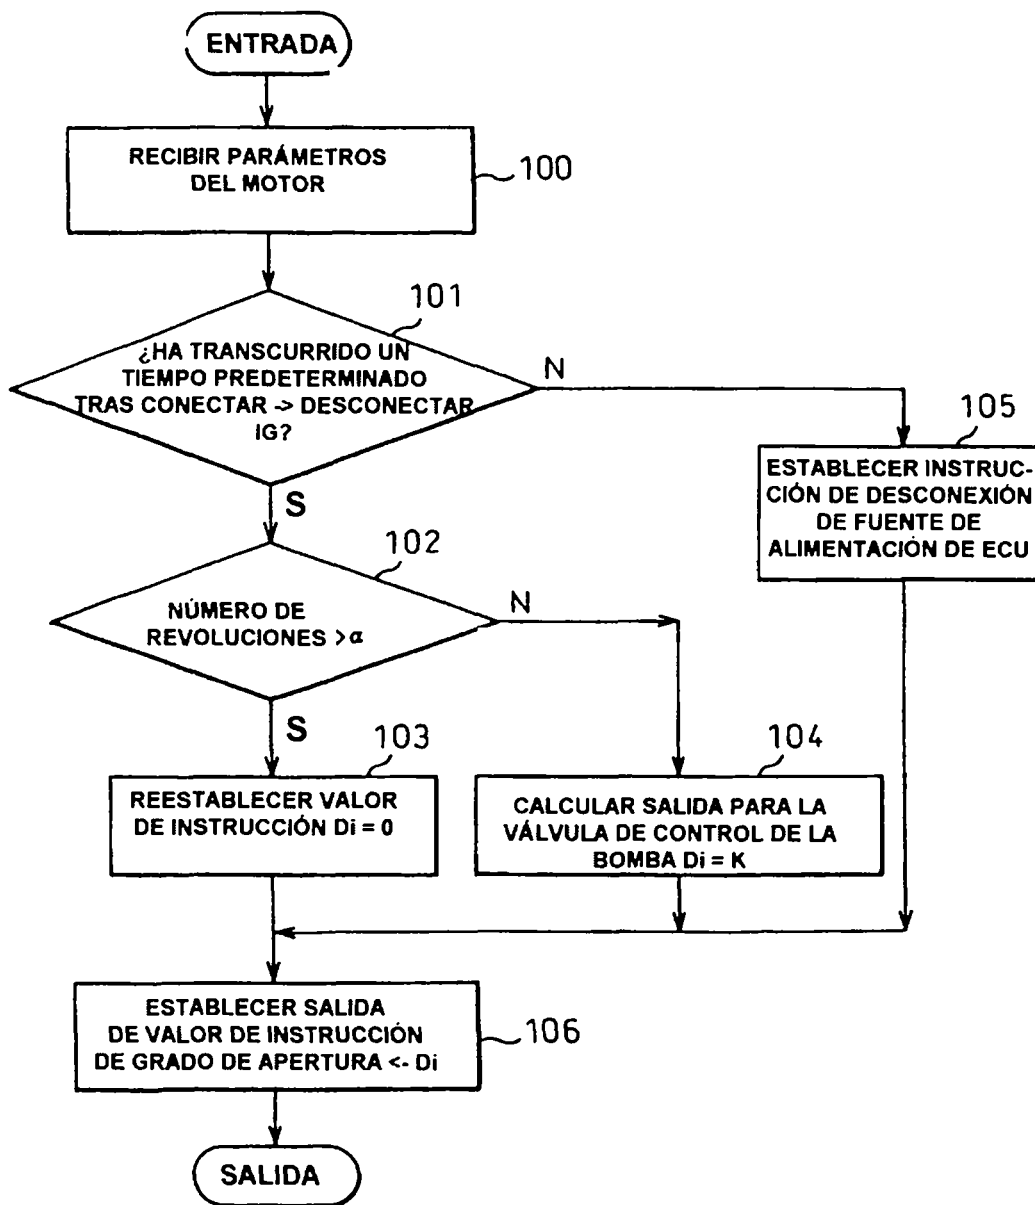 ENTRADA
RECIBIR PARÁMETROS
DEL MOTOR
100
101
¿HA TRANSCURRIDO UN
TIEMPO PREDETERMINADO
TRAS CONECTAR -> DESCONECTAR
IG?
N
S
105
ESTABLECER INSTRUC-
CIÓN DE DESCONEXIÓN
DE FUENTE DE
ALIMENTACIÓN DE ECU
102
NÚMERO DE
REVOLUCIONES >α
N
S
103
REESTABLECER VALOR
DE INSTRUCCIÓN Di = 0
104
CALCULAR SALIDA PARA LA
VÁLVULA DE CONTROL DE LA
BOMBA Di = K
ESTABLECER SALIDA
DE VALOR DE INSTRUCCIÓN
DE GRADO DE APERTURA <- Di
106
SALIDA